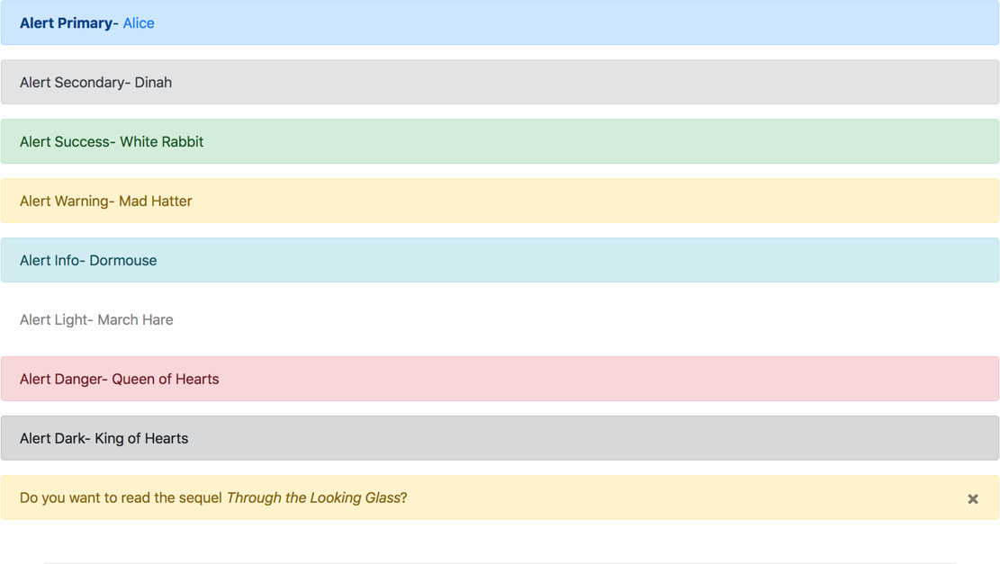 Alert Primary- Alice
Alert Secondary- Dinah
Alert Success- White Rabbit
Alert Warning- Mad Hatter
Alert Info- Dormouse
Alert Light- March Hare
Alert Danger- Queen of Hearts
Alert Dark- King of Hearts
Do you want to read the sequel Through the Looking Glass?